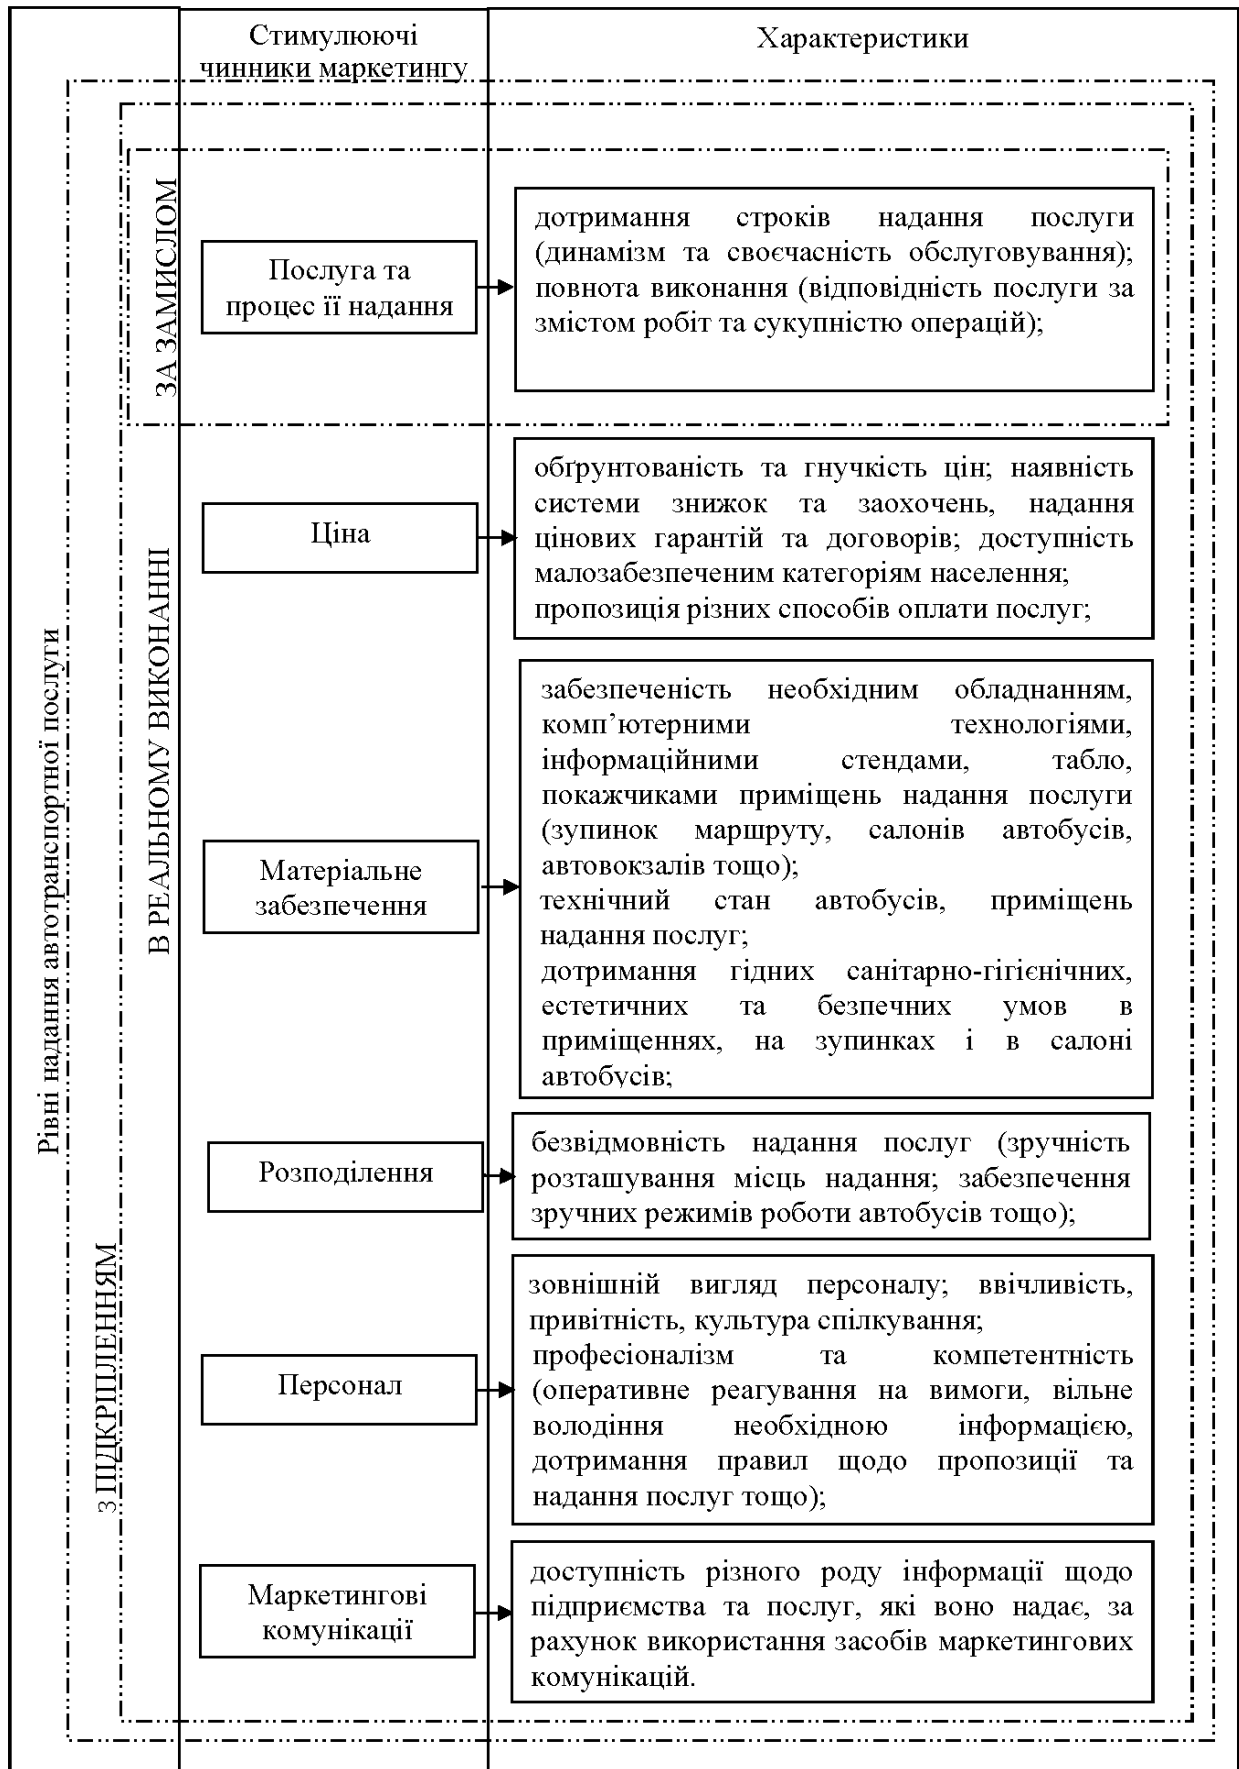 Стимулюючі
чинники маркетингу
Характеристики
Рівні надання автотранспортної послуги
З ПІДКРІПЛЕННЯМ
В РЕАЛЬНОМУ ВИКОНАННІ
ЗА ЗАМИСЛОМ
Послуга та
процес її надання
дотримання строків надання послуги
(динамізм та своєчасність обслуговування);
повнота виконання (відповідність послуги за
змістом робіт та сукупністю операцій);
Ціна
обґрунтованість та гнучкість цін; наявність
системи знижок та заохочень, надання
цінових гарантій та договорів; доступність
малозабезпеченим категоріям населення;
пропозиція різних способів оплати послуг;
Матеріальне
забезпечення
забезпеченість необхідним обладнанням,
комп’ютерними технологіями,
інформаційними стендами, табло,
покажчиками приміщень надання послуги
(зупинок маршруту, салонів автобусів,
автовокзалів тощо);
технічний стан автобусів, приміщень
надання послуг;
дотримання гідних санітарно-гігієнічних,
естетичних та безпечних умов в
приміщеннях, на зупинках і в салоні
автобусів;
Розподілення
безвідмовність надання послуг (зручність
розташування місць надання; забезпечення
зручних режимів роботи автобусів тощо);
Персонал
зовнішній вигляд персоналу; ввічливість,
привітність, культура спілкування;
професіоналізм та компетентність
(оперативне реагування на вимоги, вільне
володіння необхідною інформацією,
дотримання правил щодо пропозиції та
надання послуг тощо);
Маркетингові
комунікації
доступність різного роду інформації щодо
підприємства та послуг, які воно надає, за
рахунок використання засобів маркетингових
комунікацій.